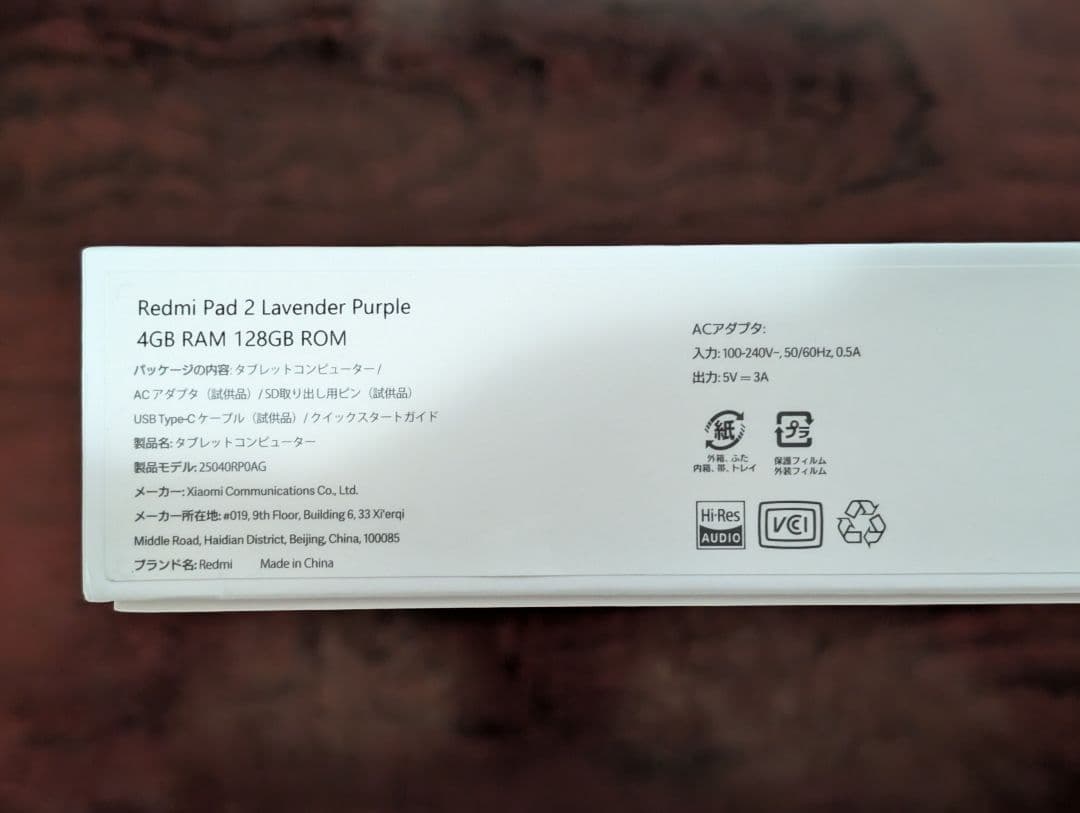 Redmi Pad 2 Lavender Purple
4GB RAM 128GB ROM
パッケージの内容: タブレットコンピューター /
ACアダプタ（試供品）/ SD取り出し用ピン（試供品）
USB Type-C ケーブル（試供品）/ クイックスタートガイド
製品名: タブレットコンピューター
製品モデル: 25040RP0AG
メーカー: Xiaomi Communications Co., Ltd.
メーカー所在地: #019, 9th Floor, Building 6, 33 Xi'erqi
Middle Road, Haidian District, Beijing, China, 100085
ブランド名: Redmi Made in China
ACアダプタ:
入力: 100-240V~, 50/60Hz, 0.5A
出力: 5V ⎓ 3A
紙
外箱、ふた
内箱、帯、トレイ
プラ
保護フィルム
外装フィルム
Hi-Res
AUDIO
VCCI